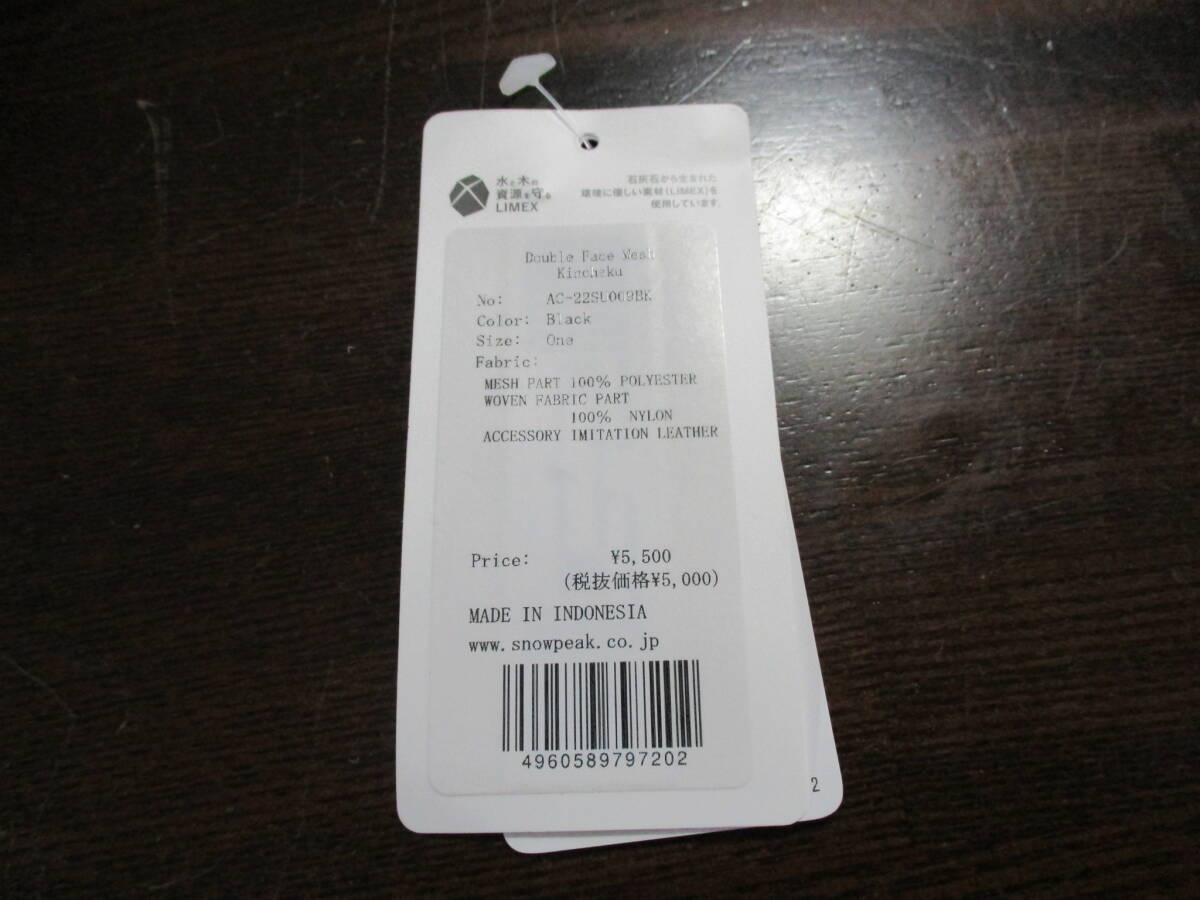 水と木の
資源を守る
LIMEX
石灰石から生まれた
環境に優しい素材(LIMEX)を
使用しています。
Double Face Mesh
Kinchaku
No: AC-22SU009BK
Color: Black
Size: One
Fabric:
MESH PART 100% POLYESTER
WOVEN FABRIC PART
100% NYLON
ACCESSORY IMITATION LEATHER
Price: ¥5,500
(税抜価格¥5,000)
MADE IN INDONESIA
www.snowpeak.co.jp
4960589797202
2